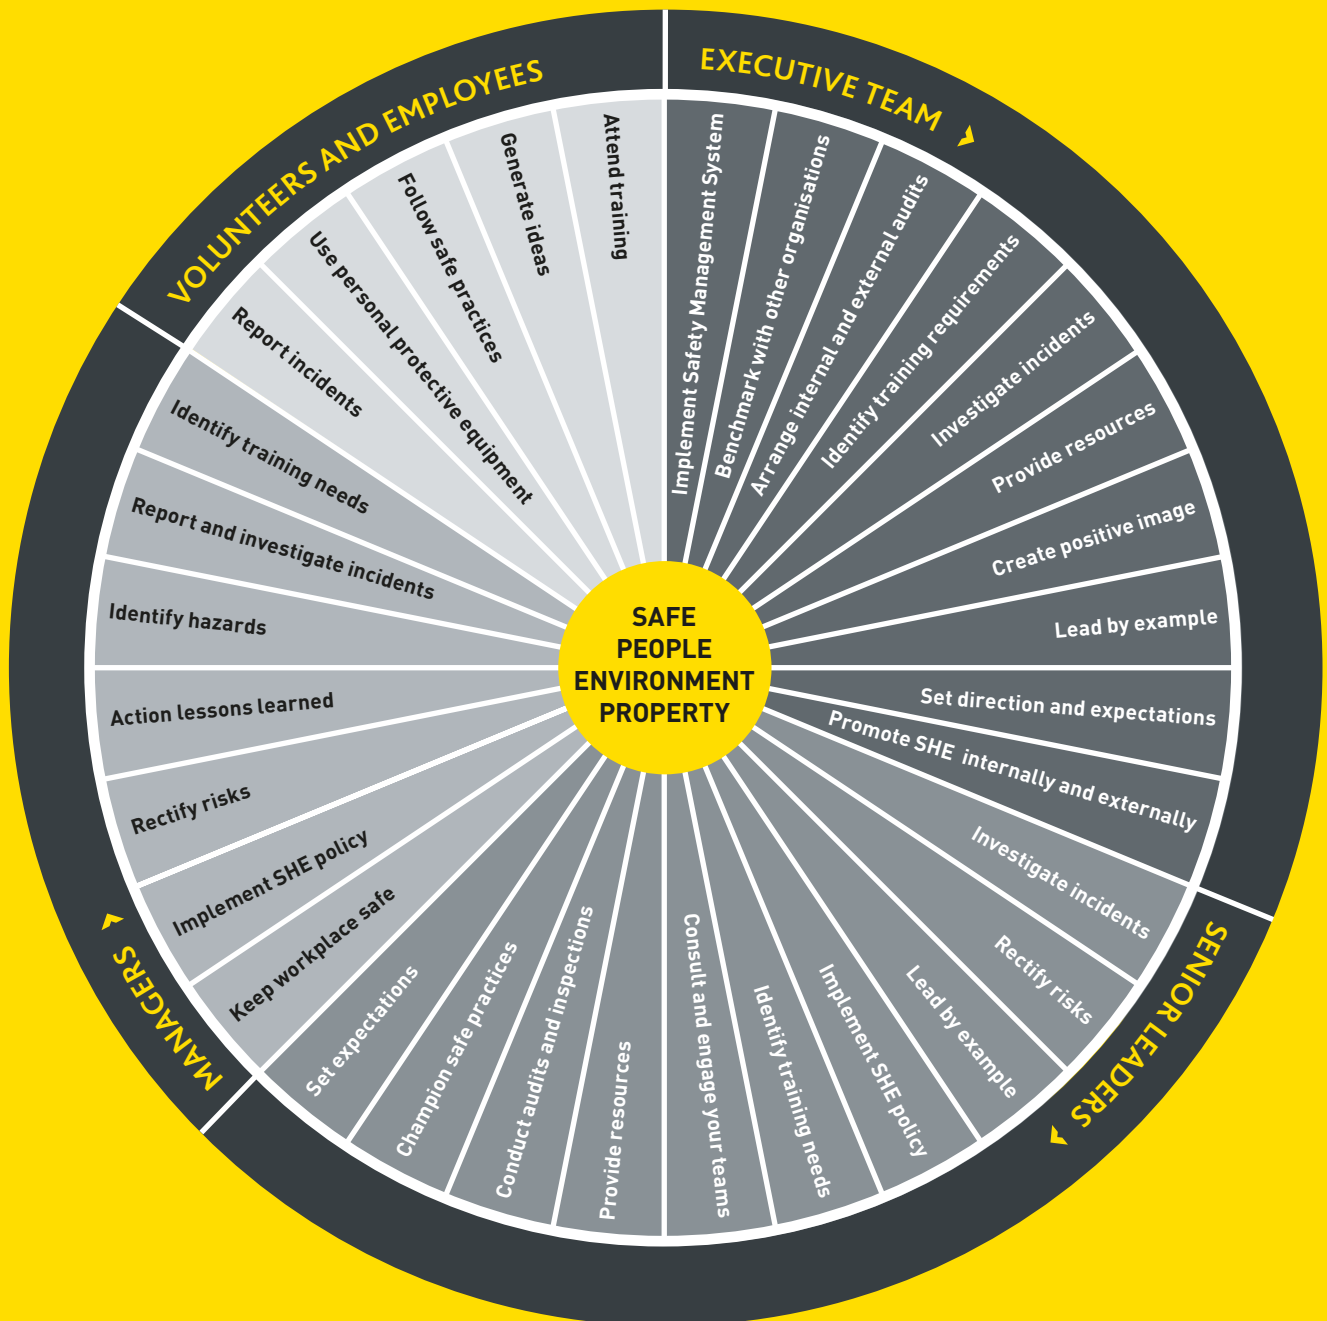 EXECUTIVE TEAM
Implement Safety Management System
Benchmark with other organisations
Arrange internal and external audits
Identify training requirements
Investigate incidents
Provide resources
Create positive image
Lead by example
Set direction and expectations
Promote SHE internally and externally
SENIOR LEADERS
Investigate incidents
Rectify risks
Lead by example
Implement SHE policy
Identify training needs
Consult and engage your teams
Provide resources
Conduct audits and inspections
Champion safe practices
Set expectations
MANAGERS
Keep workplace safe
Implement SHE policy
Rectify risks
Action lessons learned
Identify hazards
Report and investigate incidents
Identify training needs
VOLUNTEERS AND EMPLOYEES
Report incidents
Use personal protective equipment
Follow safe practices
Generate ideas
Attend training
SAFE
PEOPLE
ENVIRONMENT
PROPERTY